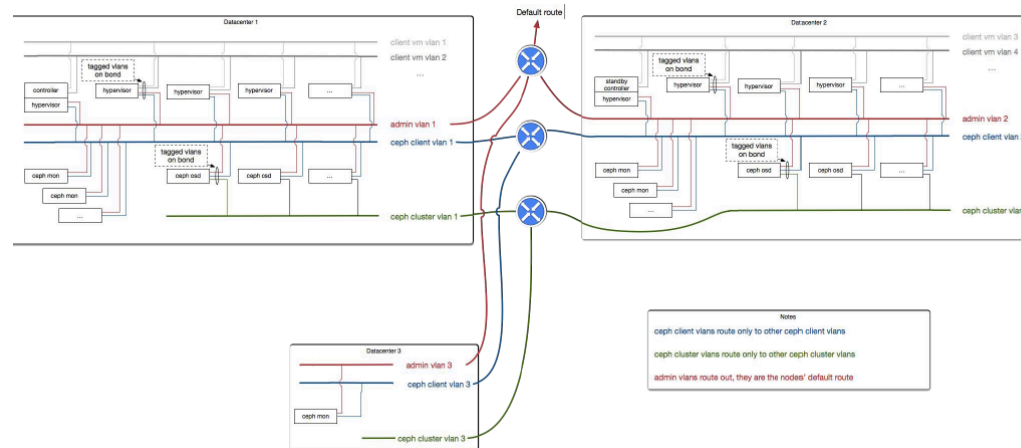 Default route
Datacenter 1
client vm vlan 1
client vm vlan 2
...
tagged vlans
on bond
controller
hypervisor
hypervisor
hypervisor
hypervisor
...
admin vlan 1
ceph client vlan 1
tagged vlans
on bond
ceph mon
ceph osd
ceph osd
...
ceph mon
...
ceph cluster vlan 1
Datacenter 2
client vm vlan 3
client vm vlan 4
...
tagged vlans
on bond
standby
controller
hypervisor
hypervisor
hypervisor
hypervisor
...
admin vlan 2
ceph client vlan
tagged vlans
on bond
ceph mon
ceph osd
ceph osd
...
ceph mon
...
ceph cluster vlan
Datacenter 3
admin vlan 3
ceph client vlan 3
ceph mon
ceph cluster vlan 3
Notes
ceph client vlans route only to other ceph client vlans
ceph cluster vlans route only to other ceph cluster vlans
admin vlans route out, they are the nodes' default route